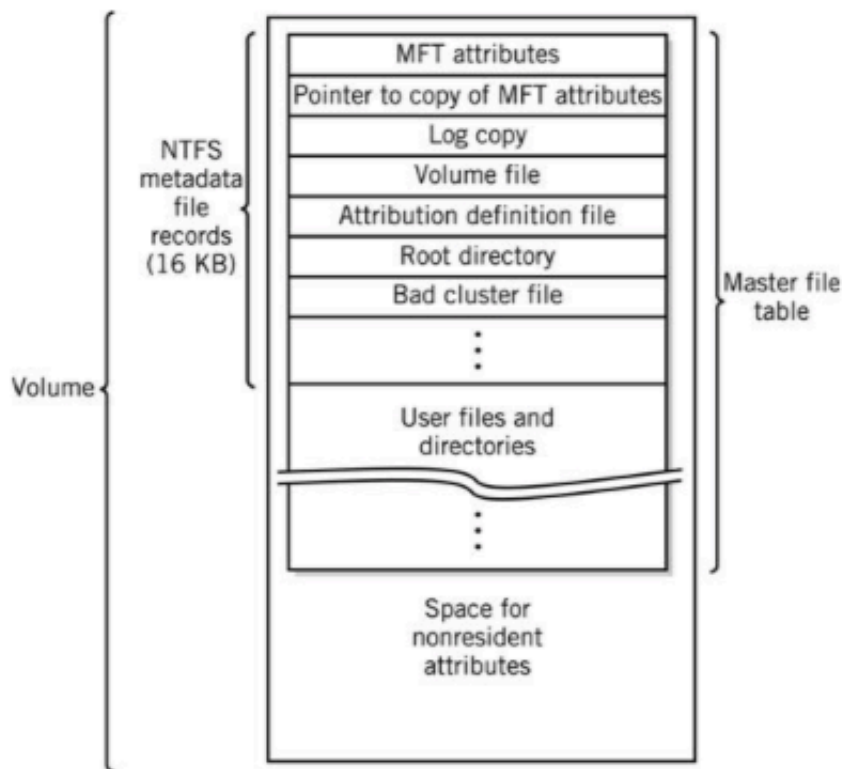 MFT attributes
Pointer to copy of MFT attributes
Log copy
Volume file
Attribution definition file
Root directory
Bad cluster file
User files and
directories
Space for
nonresident
attributes
NTFS
metadata
file
records
(16 KB)
Volume
Master file
table